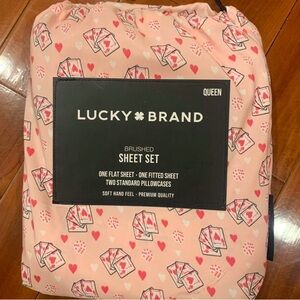 QUEEN
LUCKY BRAND
BRUSHED
SHEET SET
ONE FLAT SHEET • ONE FITTED SHEET
TWO STANDARD PILLOWCASES
SOFT HAND FEEL • PREMIUM QUALITY